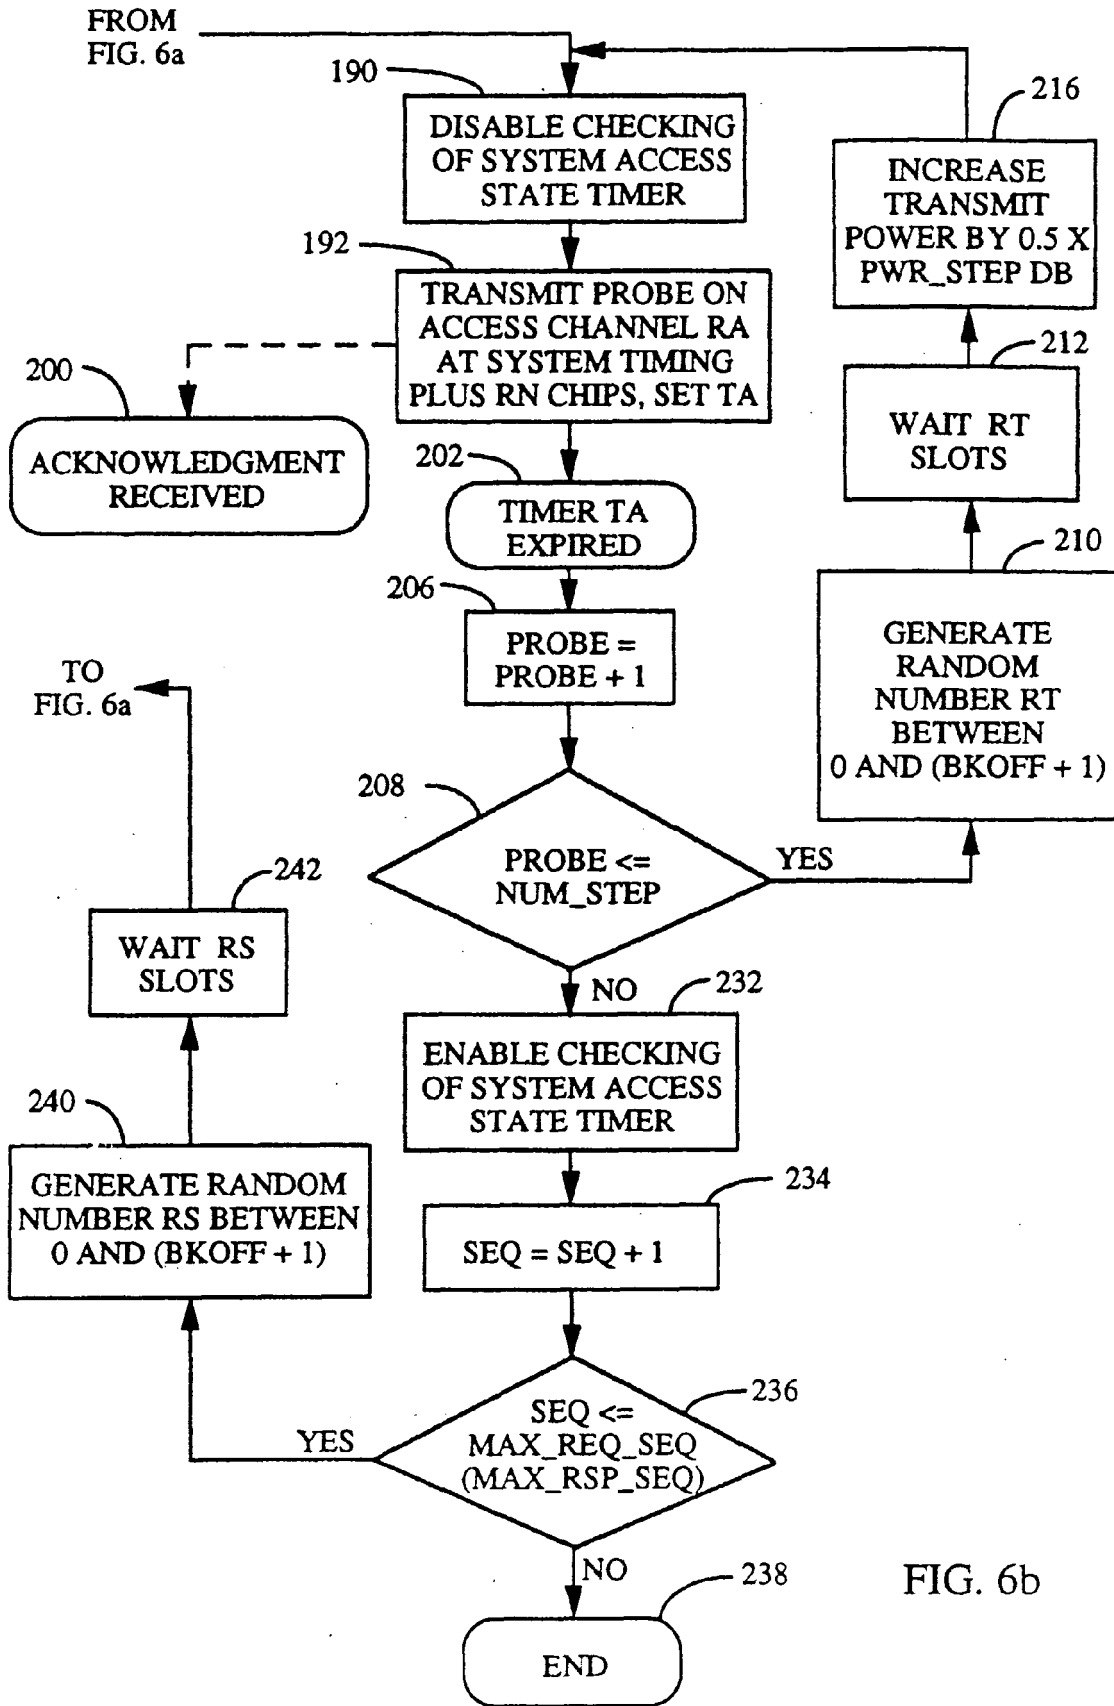 FROM
FIG. 6a
190
DISABLE CHECKING
OF SYSTEM ACCESS
STATE TIMER
216
INCREASE
TRANSMIT
POWER BY 0.5 X
PWR_STEP DB
192
TRANSMIT PROBE ON
ACCESS CHANNEL RA
AT SYSTEM TIMING
PLUS RN CHIPS, SET TA
200
ACKNOWLEDGMENT
RECEIVED
212
WAIT RT
SLOTS
202
TIMER TA
EXPIRED
210
GENERATE
RANDOM
NUMBER RT
BETWEEN
0 AND (BKOFF + 1)
206
PROBE =
PROBE + 1
TO
FIG. 6a
208
PROBE <=
NUM_STEP
YES
NO
242
WAIT RS
SLOTS
232
ENABLE CHECKING
OF SYSTEM ACCESS
STATE TIMER
240
GENERATE RANDOM
NUMBER RS BETWEEN
0 AND (BKOFF + 1)
234
SEQ = SEQ + 1
236
SEQ <=
MAX_REQ_SEQ
(MAX_RSP_SEQ)
YES
NO
238
END
FIG. 6b